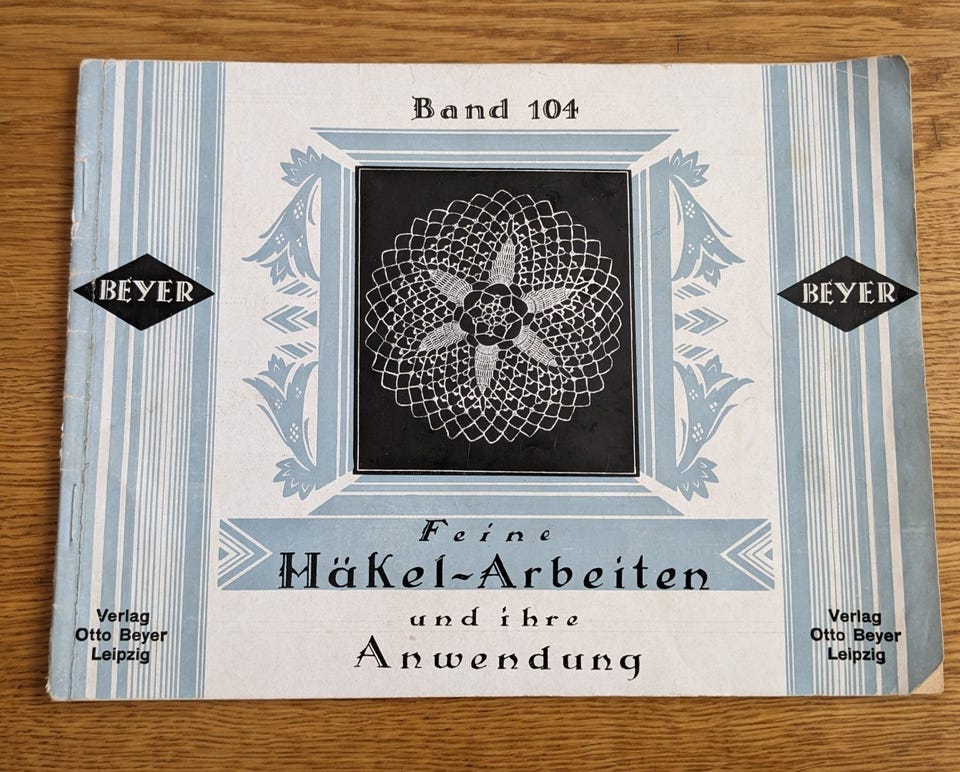 Band 104
BEYER
BEYER
Feine
Häkel-Arbeiten
und ihre
Anwendung
Verlag
Otto Beyer
Leipzig
Verlag
Otto Beyer
Leipzig